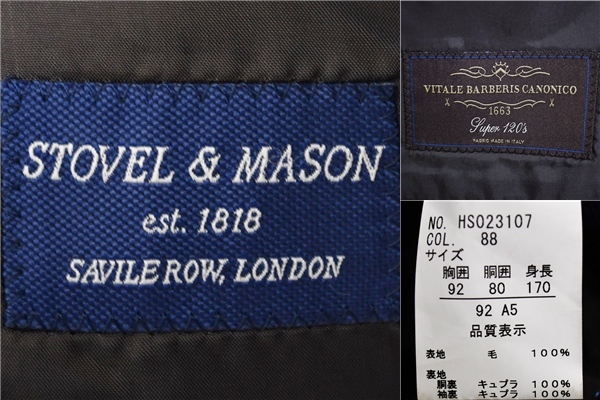 STOVEL & MASON
est. 1818
SAVILE ROW, LONDON
VITALE BARBERIS CANONICO
1663
Super 120's
FABRIC MADE IN ITALY
NO. HS023107
COL. 88
サイズ
胸囲 胴囲 身長
92 80 170
92 A5
品質表示
表地 毛 100%
裏地
胴裏 キュプラ 100%
袖裏 キュプラ 100%